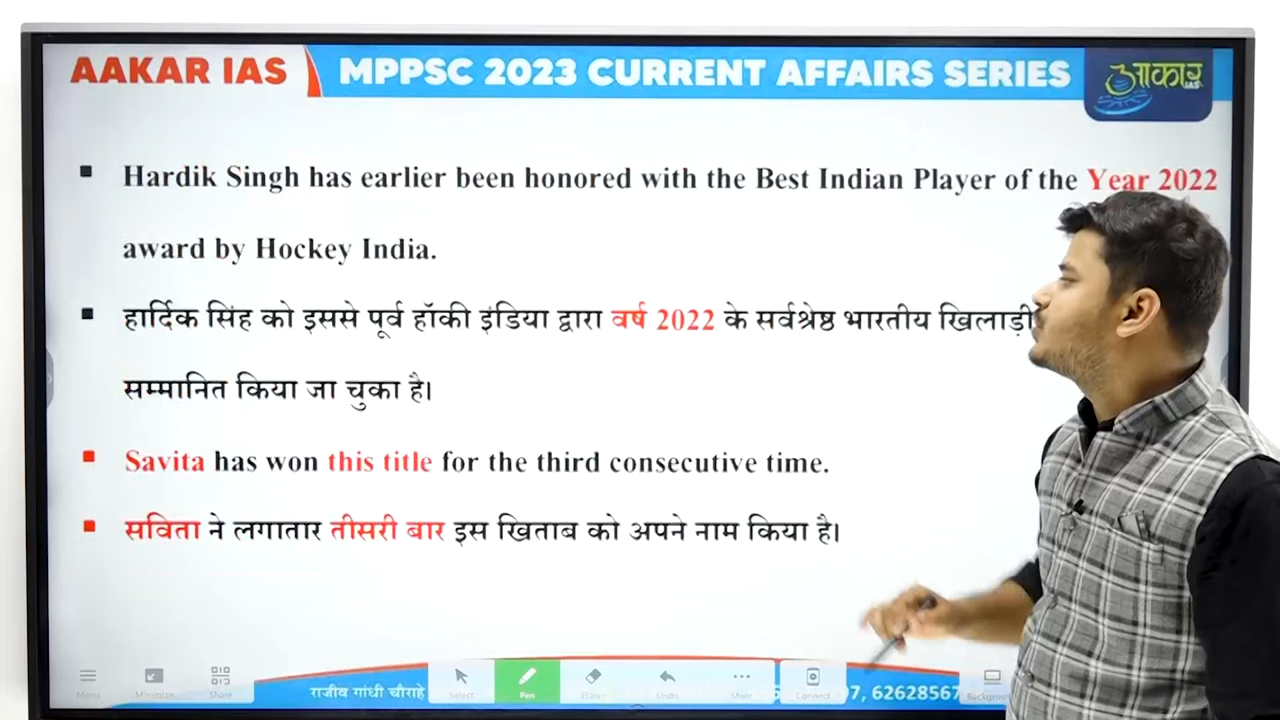 AAKAR IAS
MPPSC 2023 CURRENT AFFAIRS SERIES
आकार
IAS
Hardik Singh has earlier been honored with the Best Indian Player of the Year 2022
award by Hockey India.
हार्दिक सिंह को इससे पूर्व हॉकी इंडिया द्वारा वर्ष 2022 के सर्वश्रेष्ठ भारतीय खिलाड़ी
सम्मानित किया जा चुका है।
Savita has won this title for the third consecutive time.
सविता ने लगातार तीसरी बार इस खिताब को अपने नाम किया है।
Menu Minimize Share Select Pen Eraser Undo More Connect
राजीव गांधी चौराहे 62628567